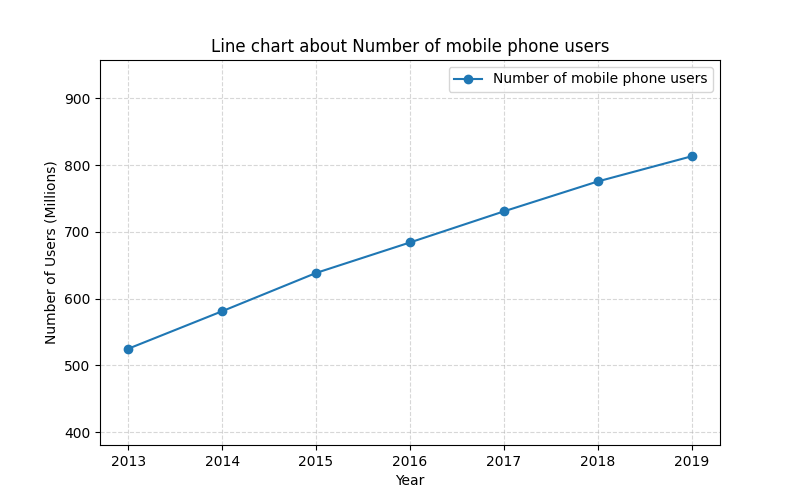 Line chart about Number of mobile phone users
Number of mobile phone users
900
800
700
600
500
400
Number of Users (Millions)
2013 2014 2015 2016 2017 2018 2019
Year